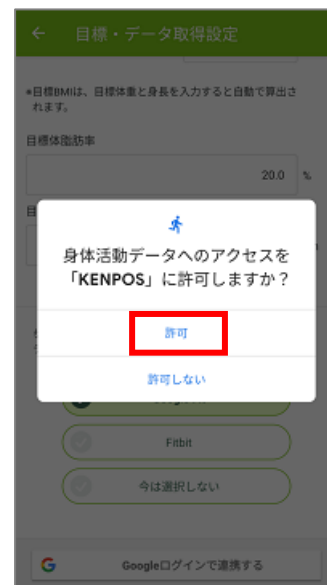 ← 目標・データ取得設定
*目標BMIは、目標体重と身長を入力すると自動で算出さ
れます。
目標体脂肪率
20.0 %
身体活動データへのアクセスを
「KENPOS」に許可しますか？
許可
許可しない
Fitbit
今は選択しない
G Googleログインで連携する